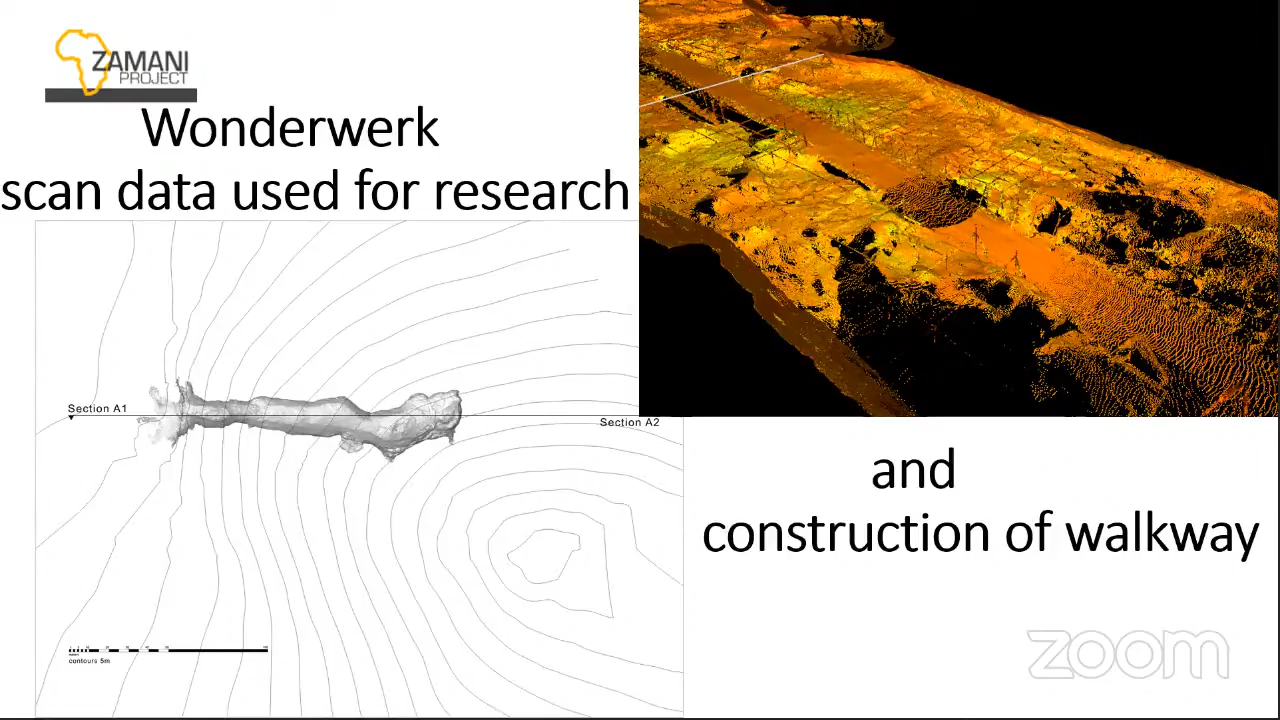 ZAMANI
PROJECT
Wonderwerk
scan data used for research
Section A1
Section A2
contours 5m
and
construction of walkway
zoom